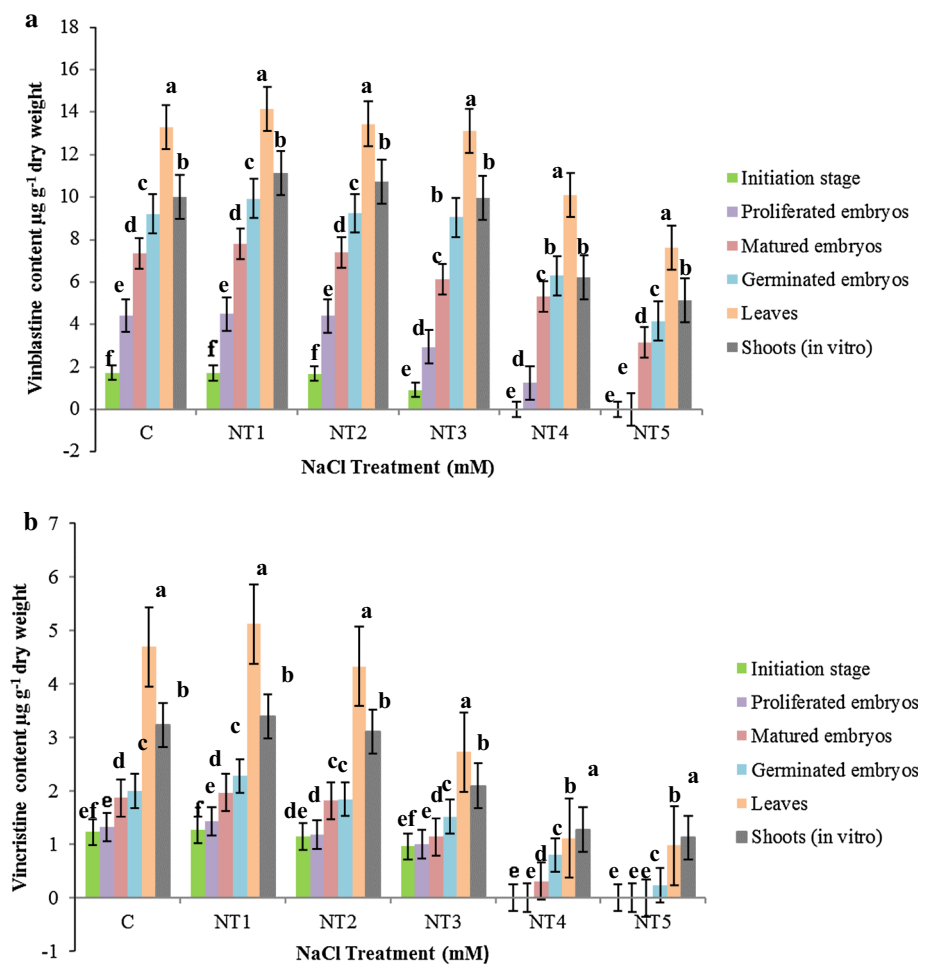 a
Vinblastine content µg g-1 dry weight
18
16
14
12
10
8
6
4
2
0
-2
f e d c a b
f e d c a b
f e d c a b
e d c b a b
e d c b a b
e e d c a b
C NT1 NT2 NT3 NT4 NT5
NaCl Treatment (mM)
Initiation stage
Proliferated embryos
Matured embryos
Germinated embryos
Leaves
Shoots (in vitro)
b
Vincristine content µg g-1 dry weight
7
6
5
4
3
2
1
0
-1
ef e d c a b
f e d c a b
de d c c a b
ef e d c a b
e e d c b a
e e e c b a
C NT1 NT2 NT3 NT4 NT5
NaCl Treatment (mM)
Initiation stage
Proliferated embryos
Matured embryos
Germinated embryos
Leaves
Shoots (in vitro)